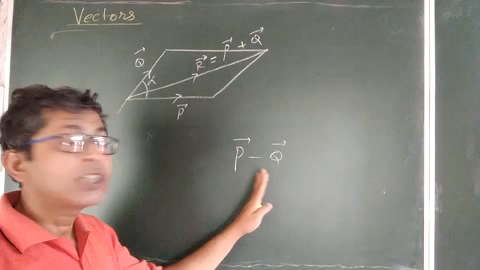 Vectors
Q⃗
R⃗ = P⃗ + Q⃗
α
P⃗
P⃗ − Q⃗